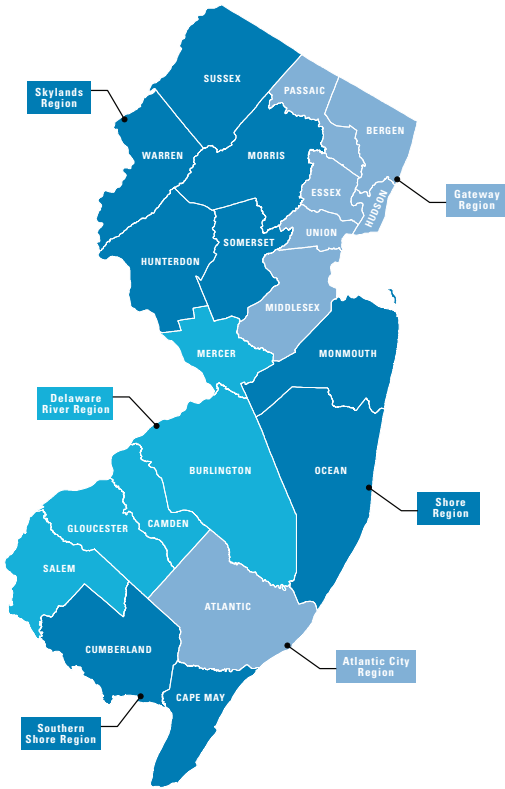 SUSSEX
PASSAIC
Skylands
Region
BERGEN
WARREN
MORRIS
ESSEX
Gateway
Region
HUDSON
UNION
SOMERSET
HUNTERDON
MIDDLESEX
MERCER
MONMOUTH
Delaware
River Region
BURLINGTON
OCEAN
Shore
Region
CAMDEN
GLOUCESTER
SALEM
ATLANTIC
CUMBERLAND
Atlantic City
Region
CAPE MAY
Southern
Shore Region